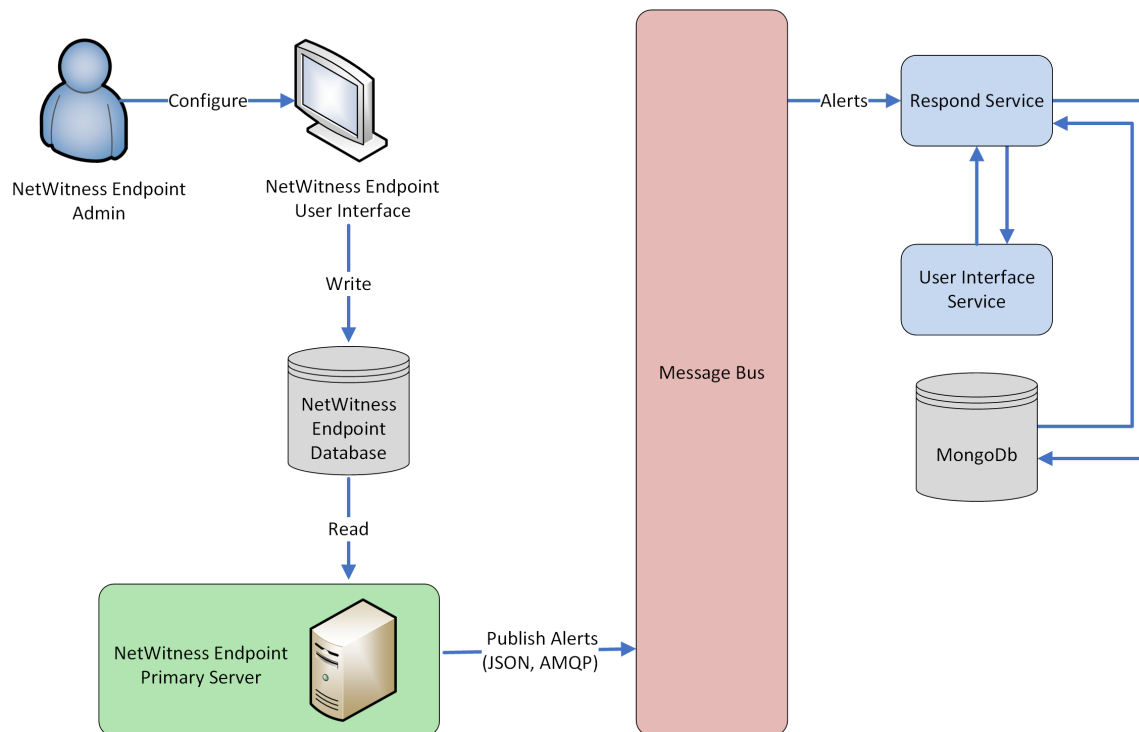 Configure
NetWitness Endpoint
Admin
NetWitness Endpoint
User Interface
Write
NetWitness
Endpoint
Database
Read
NetWitness Endpoint
Primary Server
Publish Alerts
(JSON, AMQP)
Message Bus
Alerts
Respond Service
User Interface
Service
MongoDb